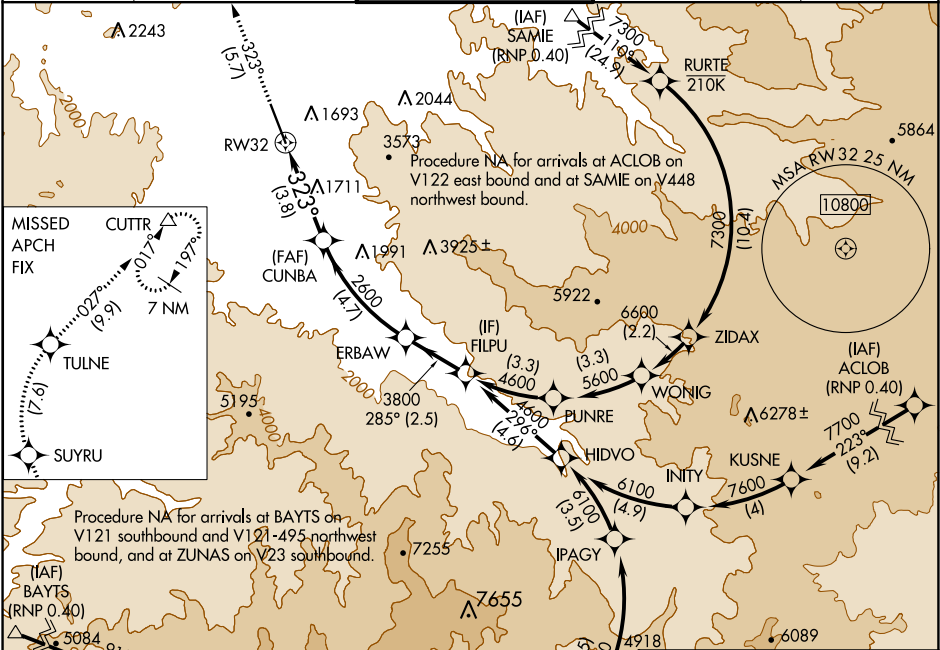 2243
2000
323°
(5.7)
(IAF)
SAMIE
(RNP 0.40)
7300
110°
(24.9)
RURTE
210K
1693
2044
RW32
3573
5864
Procedure NA for arrivals at ACLOB on
V122 east bound and at SAMIE on V448
northwest bound.
MSA RW32 25 NM
10800
323°
(3.8)
1711
4000
7300
(10.4)
MISSED
APCH
FIX
CUTTR
017°
197°
7 NM
027°
(9.9)
TULNE
(7.6)
SUYRU
(FAF)
CUNBA
1991
3925±
5922
2600
(4.7)
ERBAW
(IF)
FILPU
6600
(2.2)
ZIDAX
(3.3)
4600
(3.3)
5600
WONIG
PUNRE
2000
3800
285° (2.5)
4600
296°
(4.6)
(IAF)
ACLOB
(RNP 0.40)
7700
223°
(9.2)
5195
4000
6278±
HIDVO
INITY
KUSNE
6100
(4.9)
7600
(4)
6100
(3.5)
IPAGY
Procedure NA for arrivals at BAYTS on
V121 southbound and V121-495 northwest
bound, and at ZUNAS on V23 southbound.
7255
(IAF)
BAYTS
(RNP 0.40)
5084
7655
4918
6089